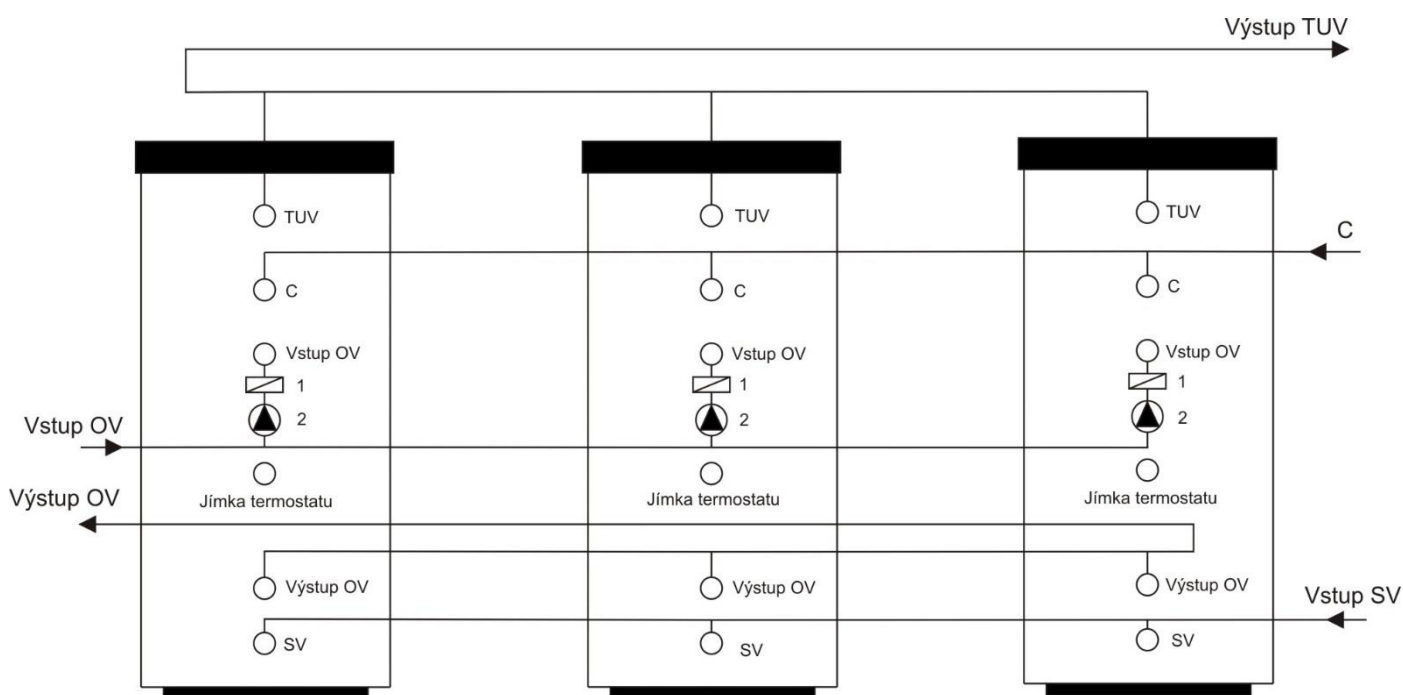 Výstup TUV
TUV
TUV
TUV
C
C
C
C
Vstup OV
Vstup OV
Vstup OV
1
1
1
2
2
2
Vstup OV
Jímka termostatu
Jímka termostatu
Jímka termostatu
Výstup OV
Výstup OV
Výstup OV
Výstup OV
Vstup SV
SV
SV
SV